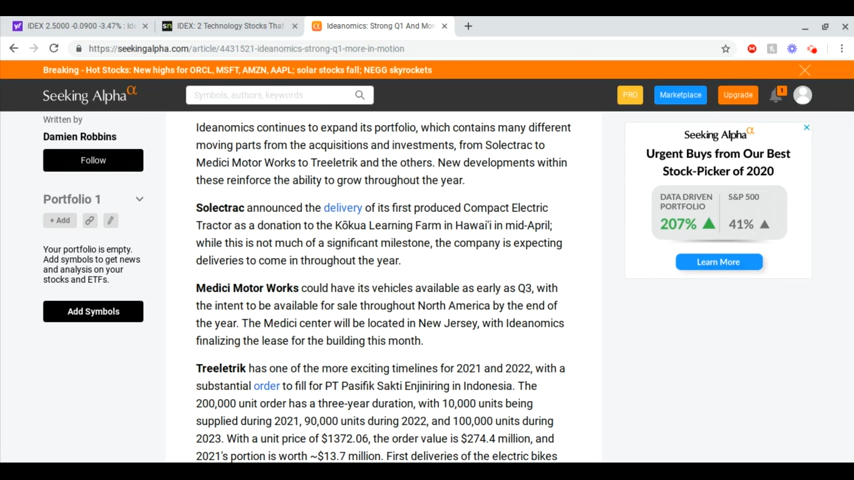 IDEX 2.5000 -0.0900 -3.47% : Ide
IDEX: 2 Technology Stocks That
Ideanomics: Strong Q1 And Mor
https://seekingalpha.com/article/4431521-ideanomics-strong-q1-more-in-motion
Breaking - Hot Stocks: New highs for ORCL, MSFT, AMZN, AAPL; solar stocks fall; NEGG skyrockets
Seeking Alpha α
Symbols, authors, keywords
PRO
Marketplace
Upgrade
1
Written by
Damien Robbins
Follow
Portfolio 1
+ Add
Your portfolio is empty.
Add symbols to get news
and analysis on your
stocks and ETFs.
Add Symbols
Ideanomics continues to expand its portfolio, which contains many different
moving parts from the acquisitions and investments, from Solectrac to
Medici Motor Works to Treeletrik and the others. New developments within
these reinforce the ability to grow throughout the year.
Solectrac announced the delivery of its first produced Compact Electric
Tractor as a donation to the Kōkua Learning Farm in Hawai'i in mid-April;
while this is not much of a significant milestone, the company is expecting
deliveries to come in throughout the year.
Medici Motor Works could have its vehicles available as early as Q3, with
the intent to be available for sale throughout North America by the end of
the year. The Medici center will be located in New Jersey, with Ideanomics
finalizing the lease for the building this month.
Treeletrik has one of the more exciting timelines for 2021 and 2022, with a
substantial order to fill for PT Pasifik Sakti Enjiniring in Indonesia. The
200,000 unit order has a three-year duration, with 10,000 units being
supplied during 2021, 90,000 units during 2022, and 100,000 units during
2023. With a unit price of $1372.06, the order value is $274.4 million, and
2021's portion is worth ~$13.7 million. First deliveries of the electric bikes
Seeking Alpha α
Urgent Buys from Our Best
Stock-Picker of 2020
DATA DRIVEN
PORTFOLIO
207%
S&P 500
41%
Learn More